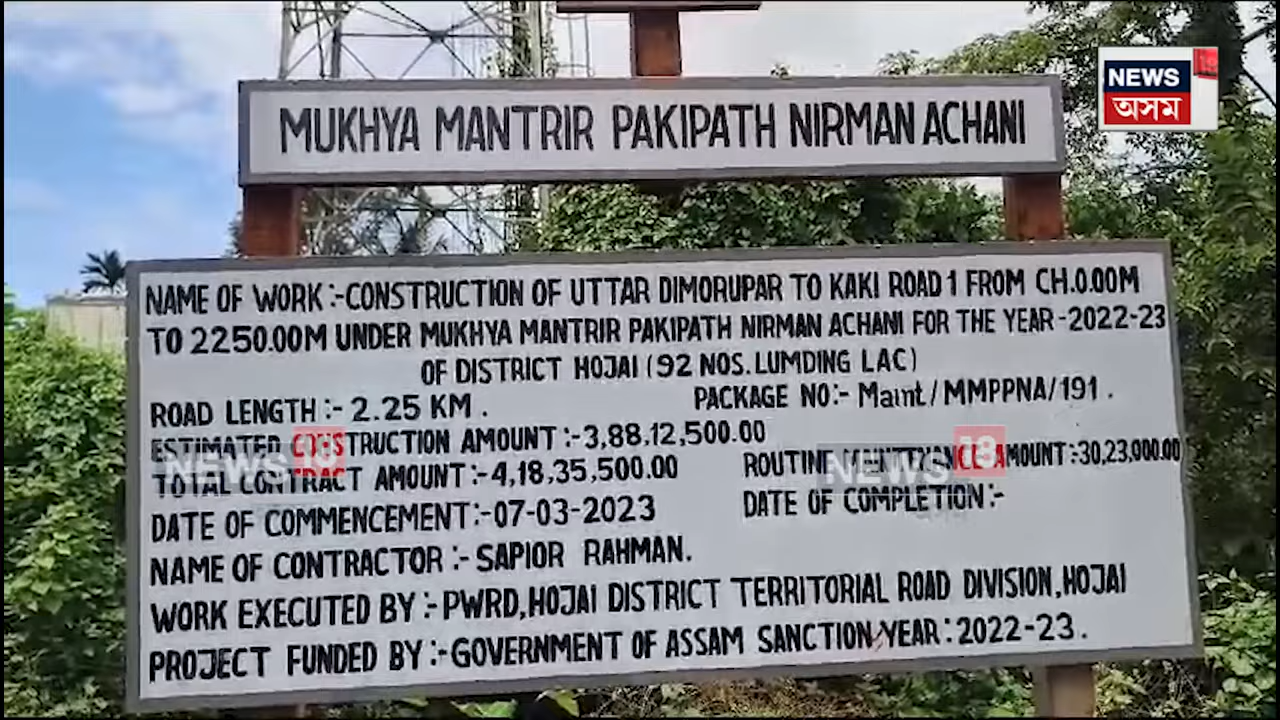 NEWS 18
অসম
MUKHYA MANTRIR PAKIPATH NIRMAN ACHANI
NAME OF WORK :-CONSTRUCTION OF UTTAR DIMORUPAR TO KAKI ROAD 1 FROM CH.0.00M
TO 2250.00M UNDER MUKHYA MANTRIR PAKIPATH NIRMAN ACHANI FOR THE YEAR -2022-23
OF DISTRICT HOJAI (92 NOS. LUMDING LAC)
ROAD LENGTH :- 2.25 KM . PACKAGE NO:- Maint/MMPPNA/191 .
ESTIMATED CONSTRUCTION AMOUNT :-3,88,12,500.00
TOTAL CONTRACT AMOUNT :-4,18,35,500.00 ROUTINE MAINTENANCE AMOUNT :30,23,000.00
DATE OF COMMENCEMENT:-07-03-2023 DATE OF COMPLETION :-
NAME OF CONTRACTOR :- SAPIOR RAHMAN.
WORK EXECUTED BY :-PWRD,HOJAI DISTRICT TERRITORIAL ROAD DIVISION,HOJAI
PROJECT FUNDED BY :-GOVERNMENT OF ASSAM SANCTION YEAR : 2022-23 .
NEWS 18
NEWS 18